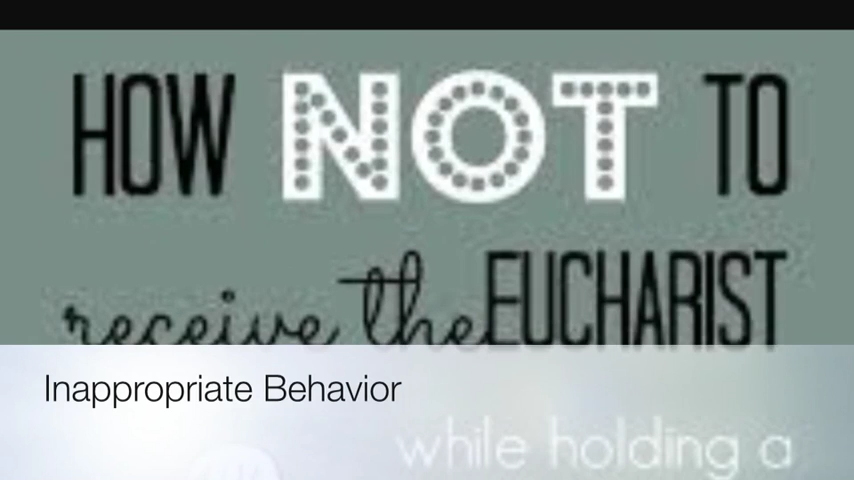 HOW NOT TO
receive the EUCHARIST
Inappropriate Behavior
while holding a